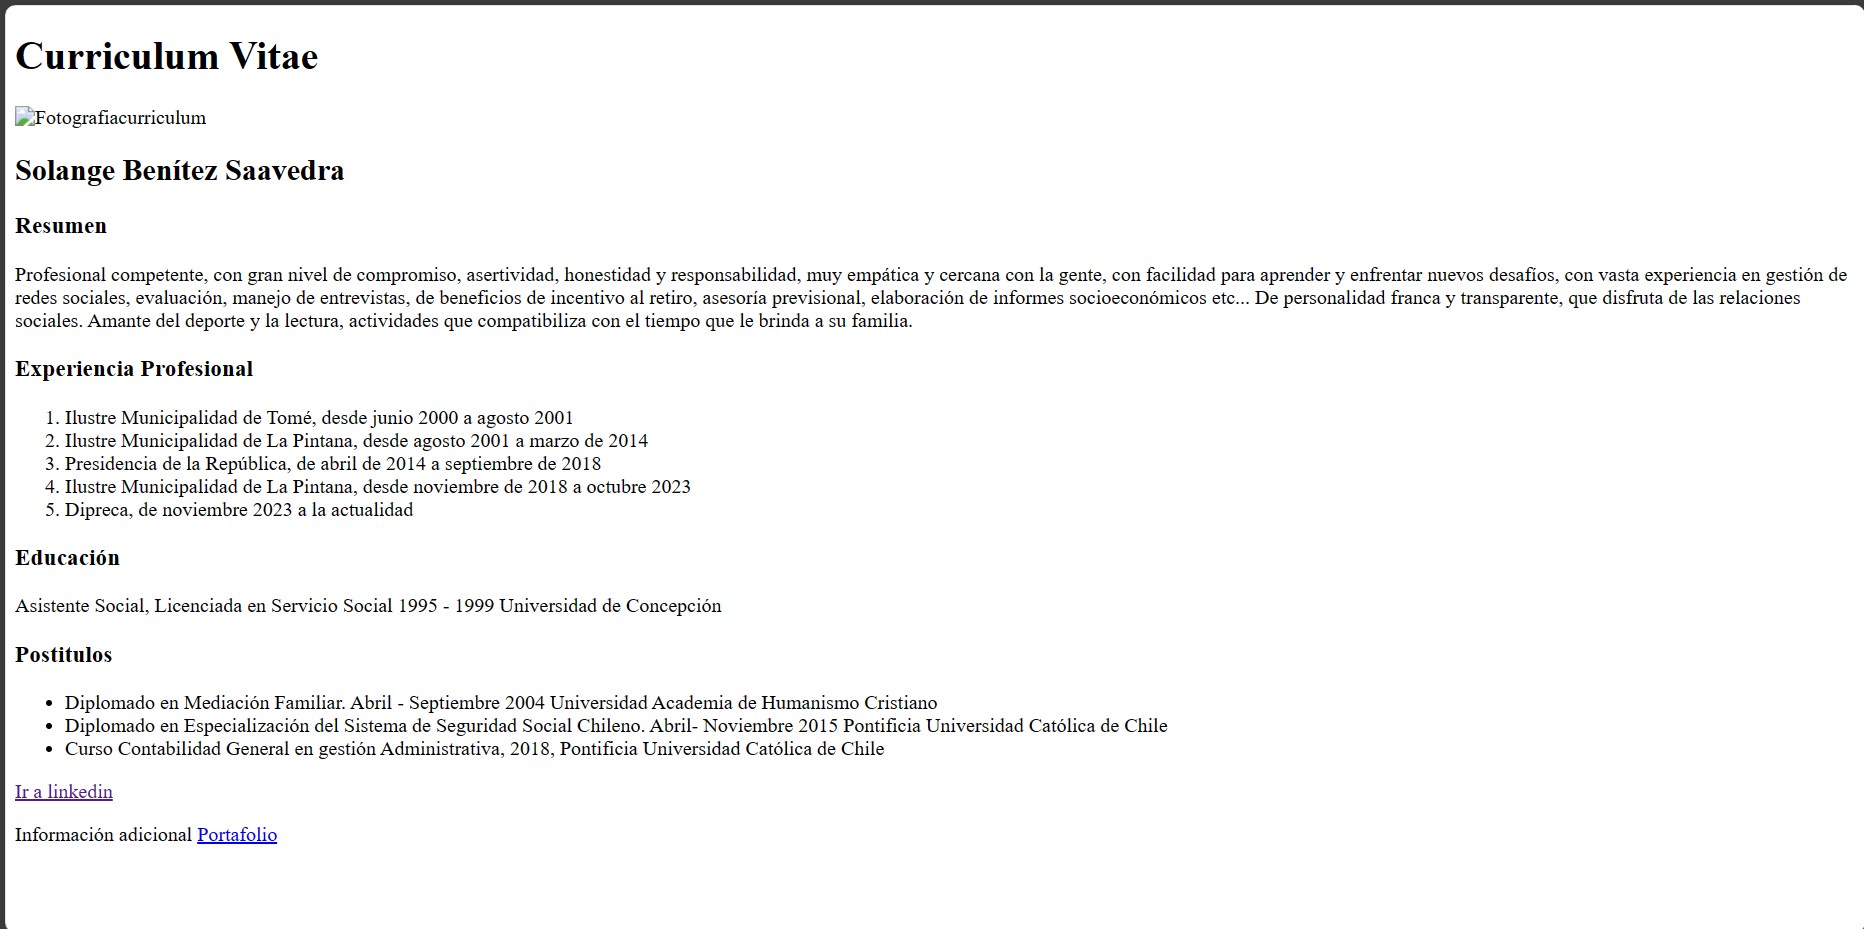 Curriculum Vitae
Fotografiacurriculum
Solange Benítez Saavedra
Resumen
Profesional competente, con gran nivel de compromiso, asertividad, honestidad y responsabilidad, muy empática y cercana con la gente, con facilidad para aprender y enfrentar nuevos desafíos, con vasta experiencia en gestión de
redes sociales, evaluación, manejo de entrevistas, de beneficios de incentivo al retiro, asesoría previsional, elaboración de informes socioeconómicos etc... De personalidad franca y transparente, que disfruta de las relaciones
sociales. Amante del deporte y la lectura, actividades que compatibiliza con el tiempo que le brinda a su familia.
Experiencia Profesional
1. Ilustre Municipalidad de Tomé, desde junio 2000 a agosto 2001
2. Ilustre Municipalidad de La Pintana, desde agosto 2001 a marzo de 2014
3. Presidencia de la República, de abril de 2014 a septiembre de 2018
4. Ilustre Municipalidad de La Pintana, desde noviembre de 2018 a octubre 2023
5. Dipreca, de noviembre 2023 a la actualidad
Educación
Asistente Social, Licenciada en Servicio Social 1995 - 1999 Universidad de Concepción
Postitulos
• Diplomado en Mediación Familiar. Abril - Septiembre 2004 Universidad Academia de Humanismo Cristiano
• Diplomado en Especialización del Sistema de Seguridad Social Chileno. Abril- Noviembre 2015 Pontificia Universidad Católica de Chile
• Curso Contabilidad General en gestión Administrativa, 2018, Pontificia Universidad Católica de Chile
Ir a linkedin
Información adicional Portafolio